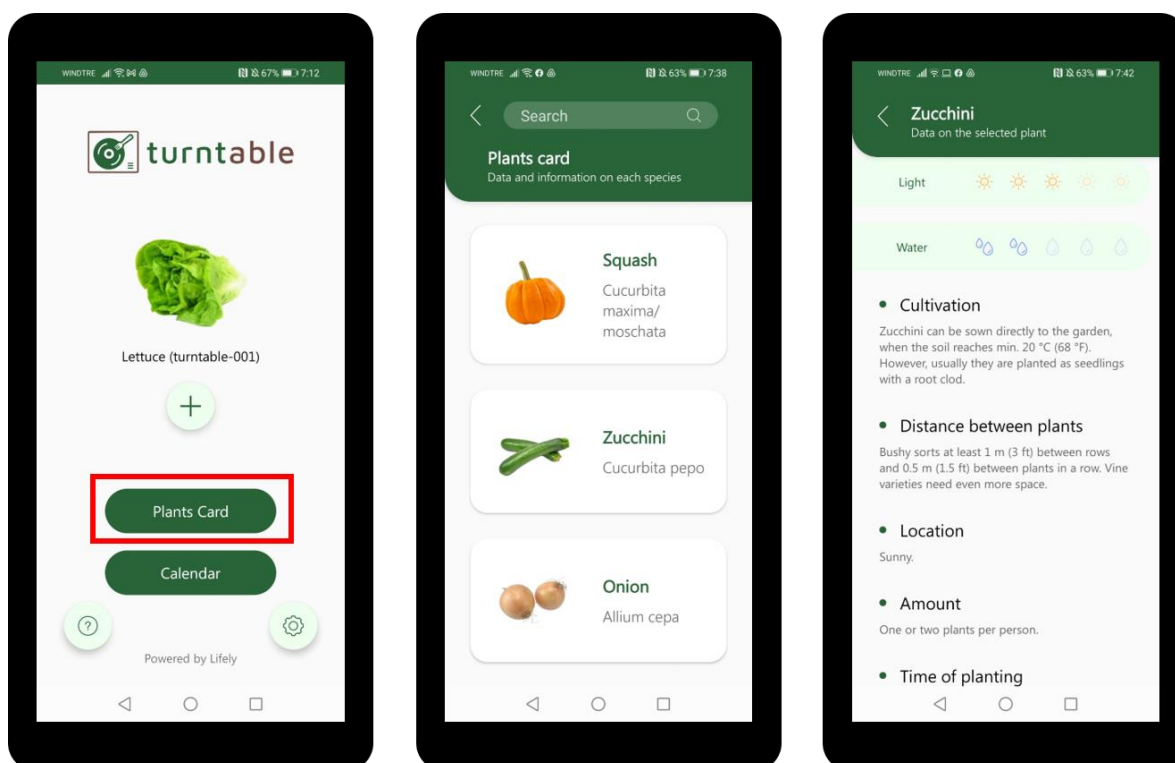 WINDTRE
67% 7:12
turntable
Lettuce (turntable-001)
Plants Card
Calendar
?
Powered by Lifely
WINDTRE
63% 7:38
Search
Plants card
Data and information on each species
Squash
Cucurbita
maxima/
moschata
Zucchini
Cucurbita pepo
Onion
Allium cepa
WINDTRE
63% 7:42
Zucchini
Data on the selected plant
Light
Water
• Cultivation
Zucchini can be sown directly to the garden,
when the soil reaches min. 20 °C (68 °F).
However, usually they are planted as seedlings
with a root clod.
• Distance between plants
Bushy sorts at least 1 m (3 ft) between rows
and 0.5 m (1.5 ft) between plants in a row. Vine
varieties need even more space.
• Location
Sunny.
• Amount
One or two plants per person.
• Time of planting